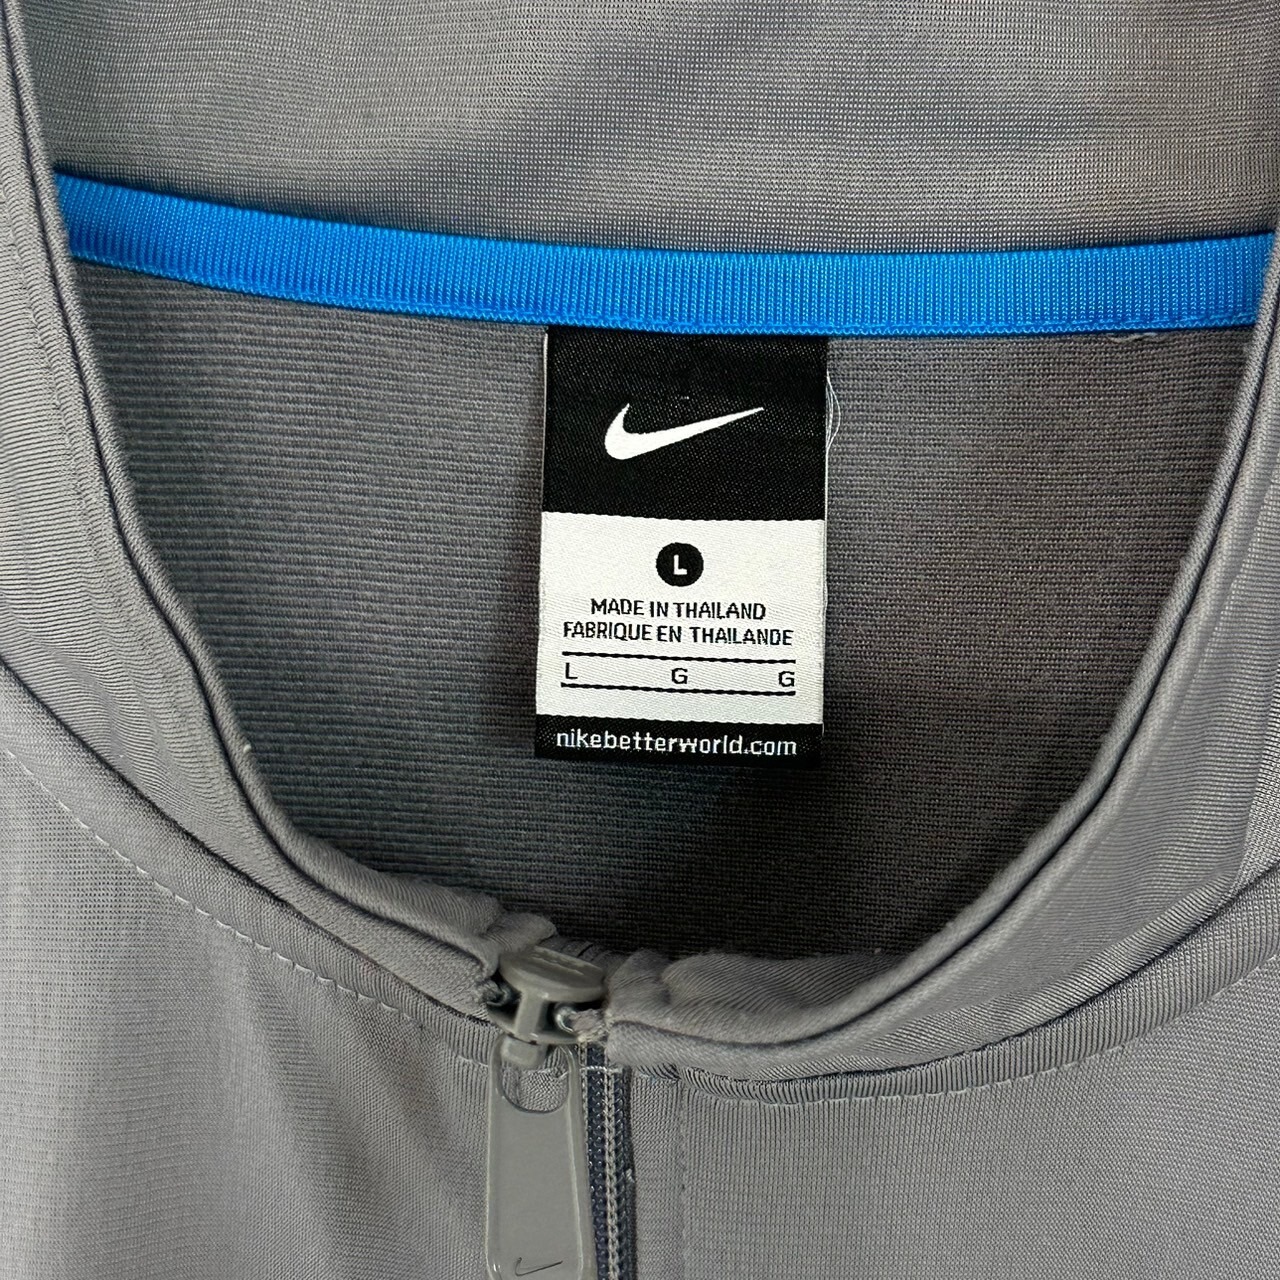 L
MADE IN THAILAND
FABRIQUE EN THAILANDE
L G G
nikebetterworld.com